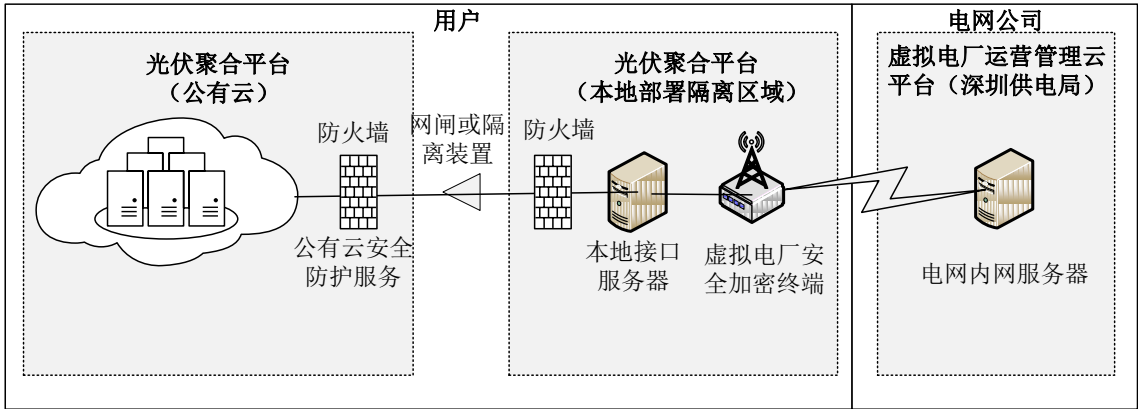 用户
电网公司
光伏聚合平台
（公有云）
光伏聚合平台
（本地部署隔离区域）
虚拟电厂运营管理云
平台（深圳供电局）
防火墙
网闸或隔
离装置
防火墙
公有云安全
防护服务
本地接口
服务器
虚拟电厂安
全加密终端
电网内网服务器